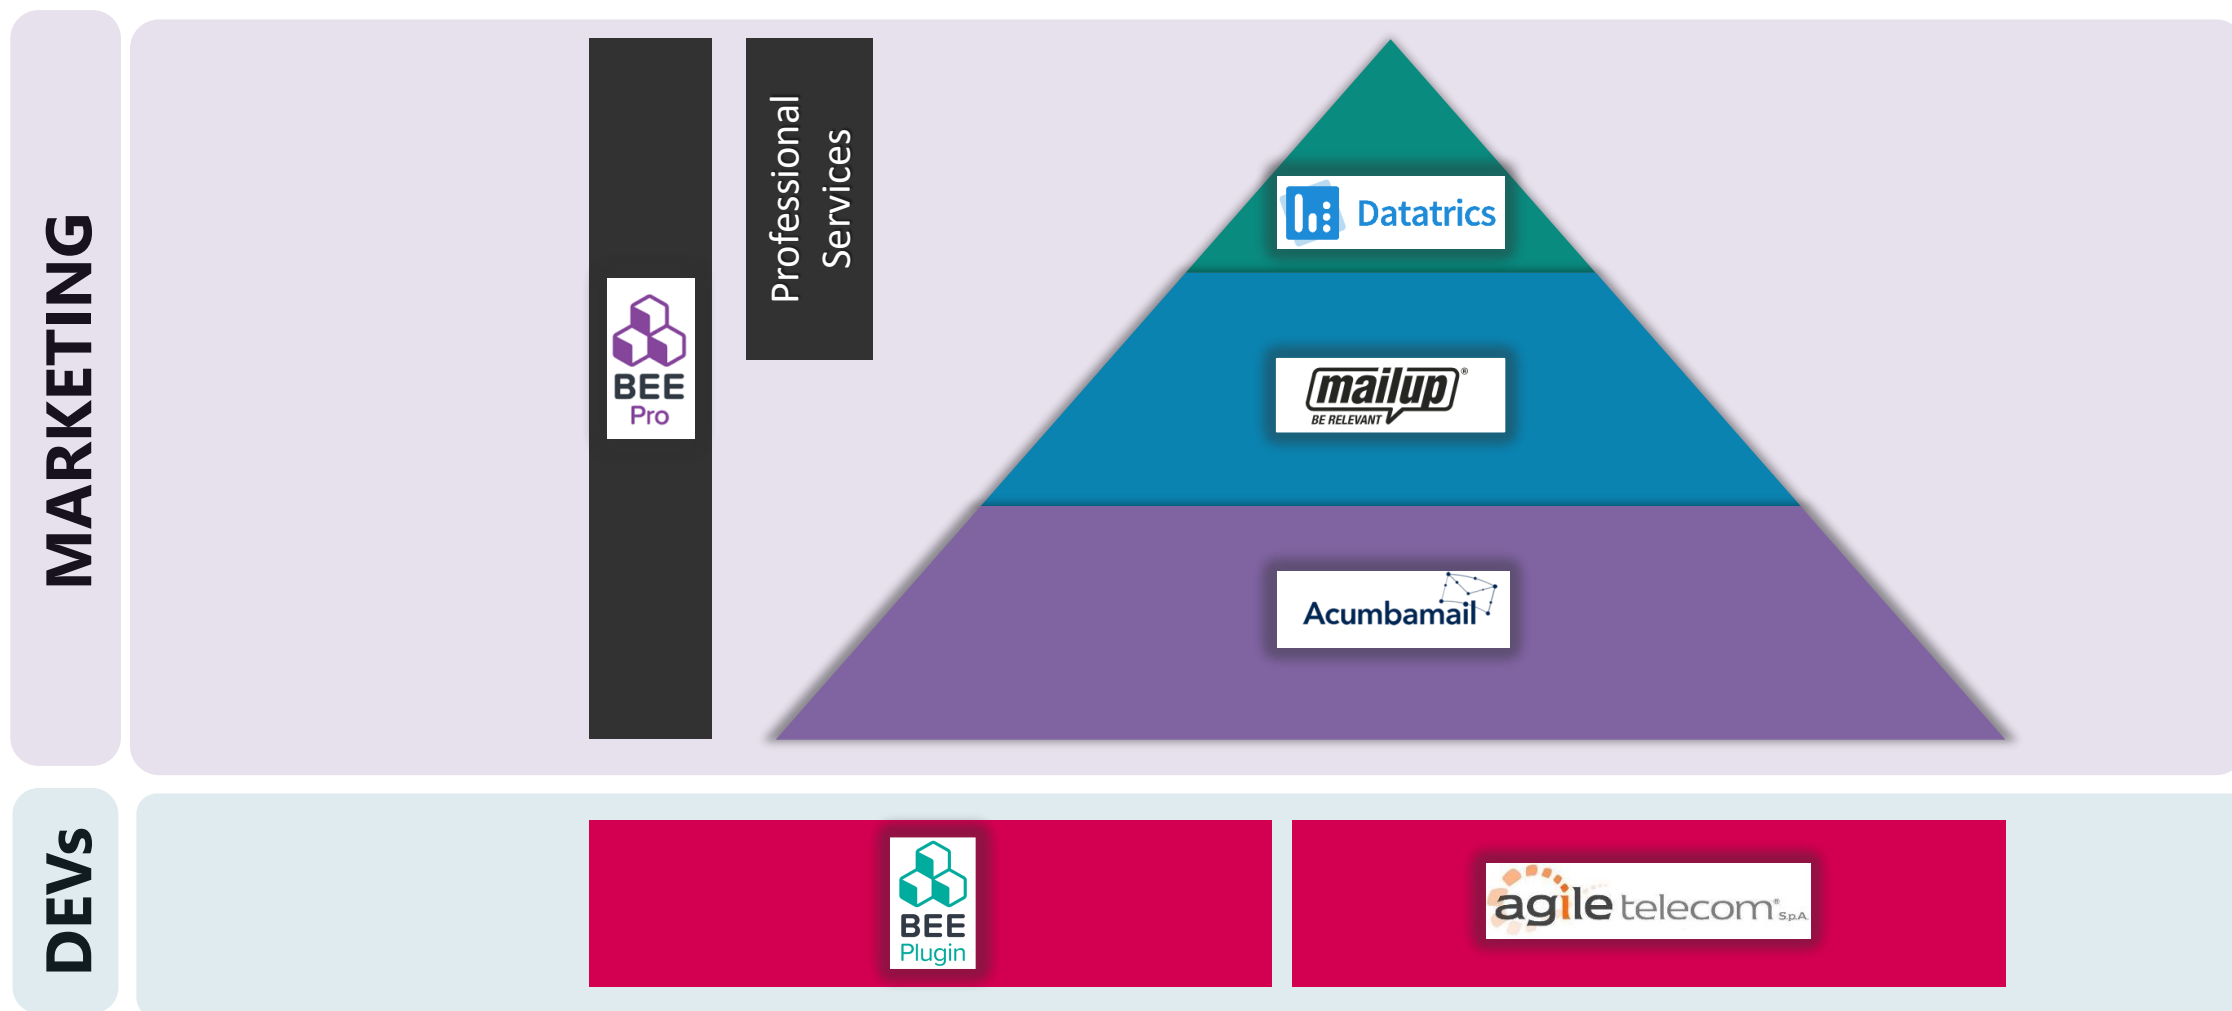 MARKETING
Professional
Services
BEE
Pro
Datatrics
mailup®
BE RELEVANT
Acumbamail
DEVs
BEE
Plugin
agile telecom® S.p.A.